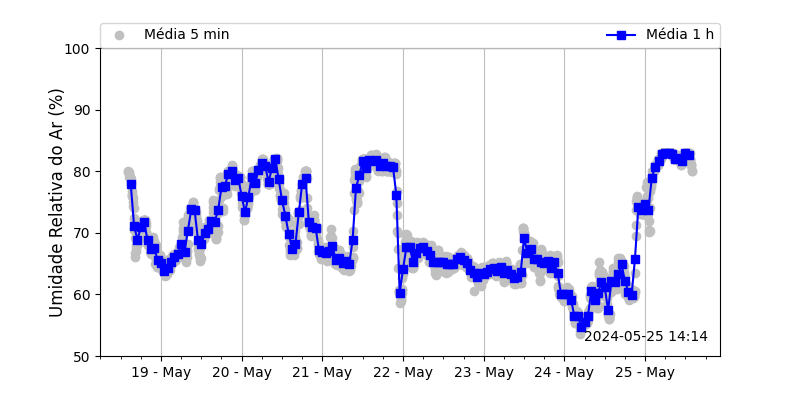 Média 5 min
Média 1 h
Umidade Relativa do Ar (%)
100
90
80
70
60
50
2024-05-25 14:14
19 - May
20 - May
21 - May
22 - May
23 - May
24 - May
25 - May